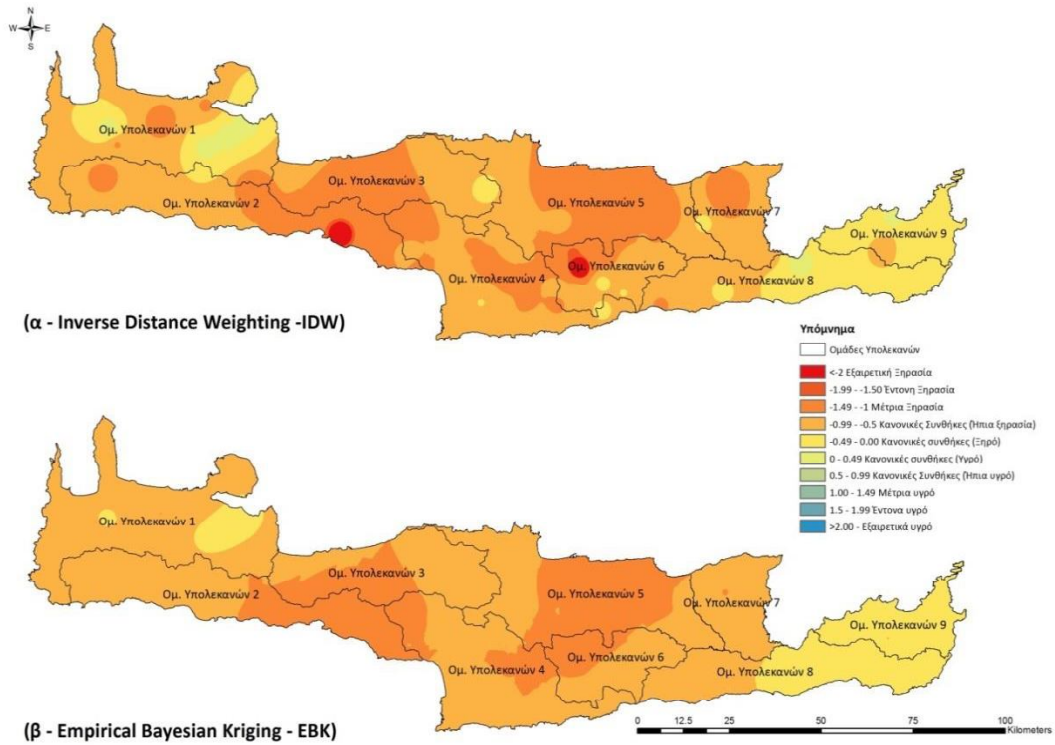 N
W E
S
Ομ. Υπολεκανών 1
Ομ. Υπολεκανών 2
Ομ. Υπολεκανών 3
Ομ. Υπολεκανών 4
Ομ. Υπολεκανών 5
Ομ. Υπολεκανών 6
Ομ. Υπολεκανών 7
Ομ. Υπολεκανών 8
Ομ. Υπολεκανών 9
(α - Inverse Distance Weighting -IDW)
Υπόμνημα
Ομάδες Υπολεκανών
<-2 Εξαιρετική Ξηρασία
-1.99 - -1.50 Έντονη Ξηρασία
-1.49 - -1 Μέτρια Ξηρασία
-0.99 - -0.5 Κανονικές Συνθήκες (Ήπια ξηρασία)
-0.49 - 0.00 Κανονικές συνθήκες (Ξηρό)
0 - 0.49 Κανονικές συνθήκες (Υγρό)
0.5 - 0.99 Κανονικές Συνθήκες (Ήπια υγρό)
1.00 - 1.49 Μέτρια υγρό
1.5 - 1.99 Έντονα υγρό
>2.00 - Εξαιρετικά υγρό
Ομ. Υπολεκανών 1
Ομ. Υπολεκανών 2
Ομ. Υπολεκανών 3
Ομ. Υπολεκανών 4
Ομ. Υπολεκανών 5
Ομ. Υπολεκανών 6
Ομ. Υπολεκανών 7
Ομ. Υπολεκανών 8
Ομ. Υπολεκανών 9
(β - Empirical Bayesian Kriging - EBK)
0 12.5 25 50 75 100
Kilometers